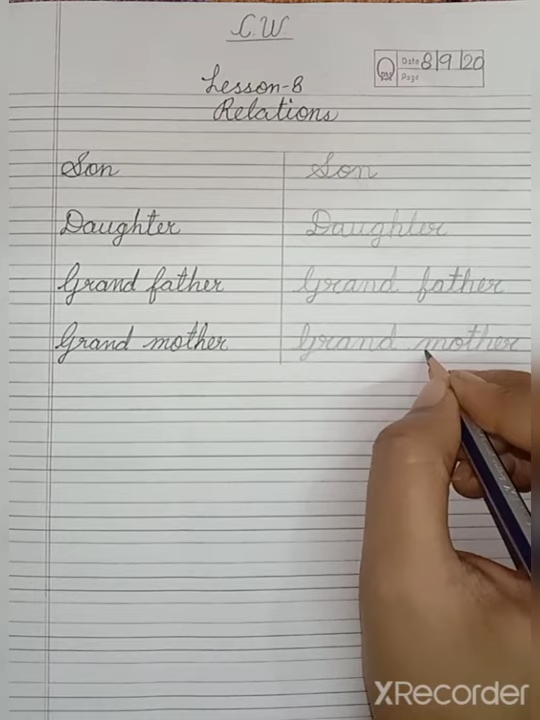 C.W
Date 8/9/20
Page
Lesson-8
Relations
Son Son
Daughter Daughter
Grand father Grand father
Grand mother Grand mother
XRecorder